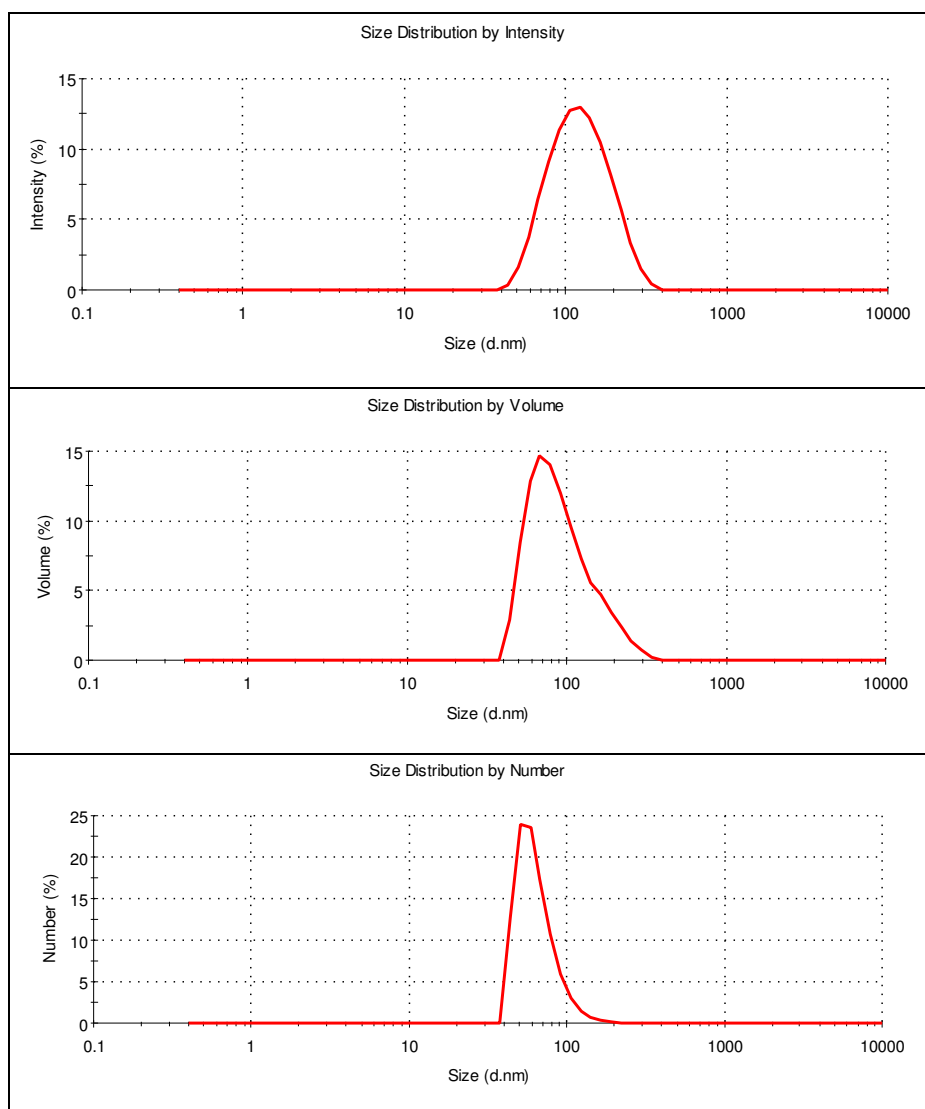 Size Distribution by Intensity
15
10
5
0
Intensity (%)
0.1 1 10 100 1000 10000
Size (d.nm)
Size Distribution by Volume
15
10
5
0
Volume (%)
0.1 1 10 100 1000 10000
Size (d.nm)
Size Distribution by Number
25
20
15
10
5
0
Number (%)
0.1 1 10 100 1000 10000
Size (d.nm)